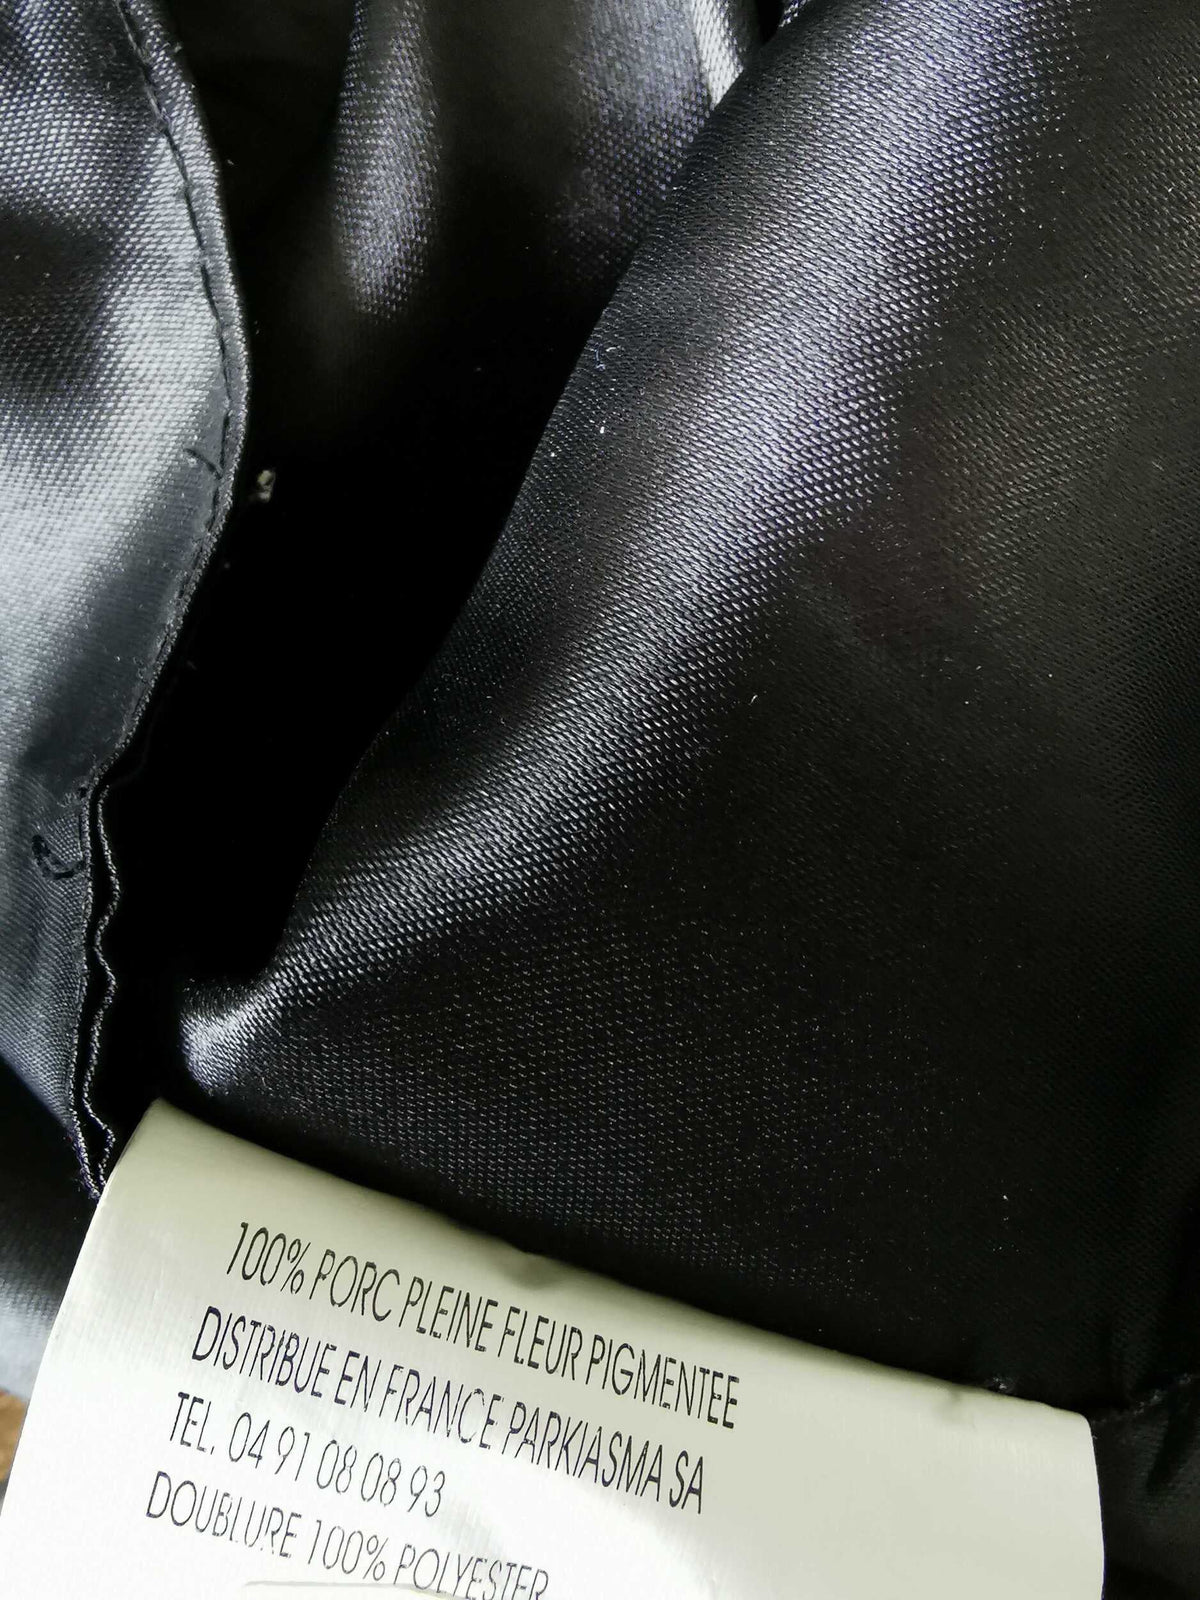 100% PORC PLEINE FLEUR PIGMENTEE
DISTRIBUE EN FRANCE PARKIASMA SA
TEL. 04 91 08 08 93
DOUBLURE 100% POLYESTER